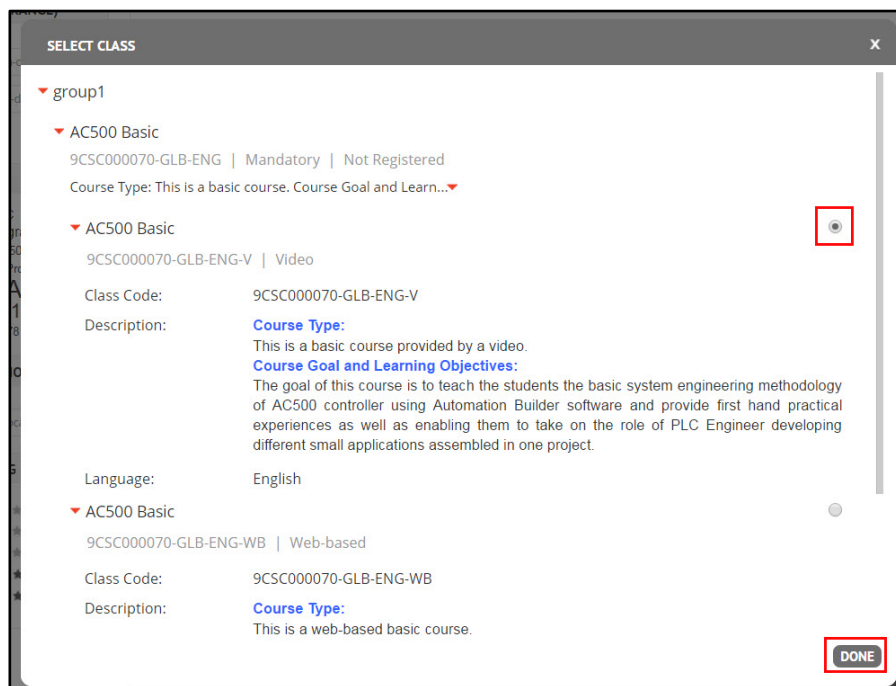 SELECT CLASS X
group1
AC500 Basic
9CSC000070-GLB-ENG | Mandatory | Not Registered
Course Type: This is a basic course. Course Goal and Learn...
AC500 Basic
9CSC000070-GLB-ENG-V | Video
Class Code: 9CSC000070-GLB-ENG-V
Description: Course Type:
This is a basic course provided by a video.
Course Goal and Learning Objectives:
The goal of this course is to teach the students the basic system engineering methodology
of AC500 controller using Automation Builder software and provide first hand practical
experiences as well as enabling them to take on the role of PLC Engineer developing
different small applications assembled in one project.
Language: English
AC500 Basic
9CSC000070-GLB-ENG-WB | Web-based
Class Code: 9CSC000070-GLB-ENG-WB
Description: Course Type:
This is a web-based basic course.
DONE